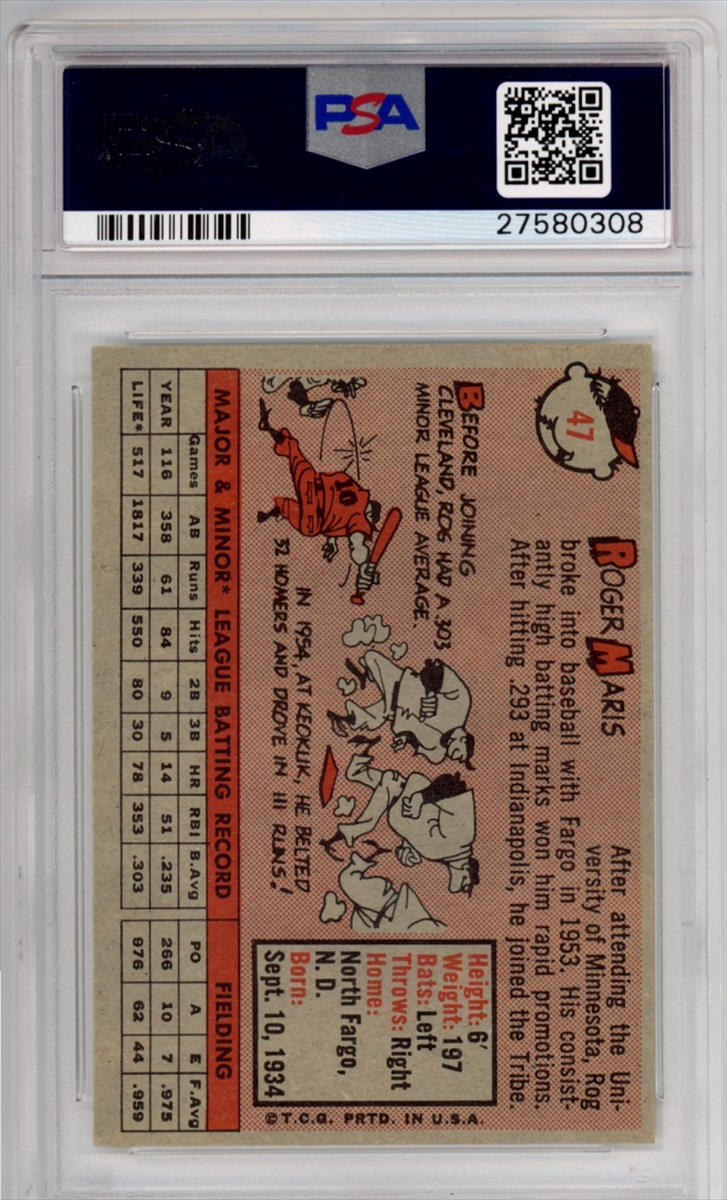 PSA
27580308
47
ROGER MARIS
After attending the Uni-
versity of Minnesota, Rog
broke into baseball with Fargo in 1953. His consist-
antly high batting marks won him rapid promotions.
After hitting .293 at Indianapolis, he joined the Tribe.
BEFORE JOINING
CLEVELAND, ROG HAD A .303
MINOR LEAGUE AVERAGE.
10
IN 1954, AT KEOKUK, HE BELTED
32 HOMERS AND DROVE IN 111 RUNS!
Height: 6'
Weight: 197
Bats: Left
Throws: Right
Home:
North Fargo,
N. D.
Born:
Sept. 10, 1934
MAJOR & MINOR* LEAGUE BATTING RECORD FIELDING
Games AB Runs Hits 2B 3B HR RBI B.Avg PO A E F.Avg
YEAR 116 358 61 84 9 5 14 51 .235 266 10 7 .975
LIFE* 517 1817 339 550 80 30 78 353 .303 976 62 44 .959
©T.C.G. PRTD. IN U.S.A.